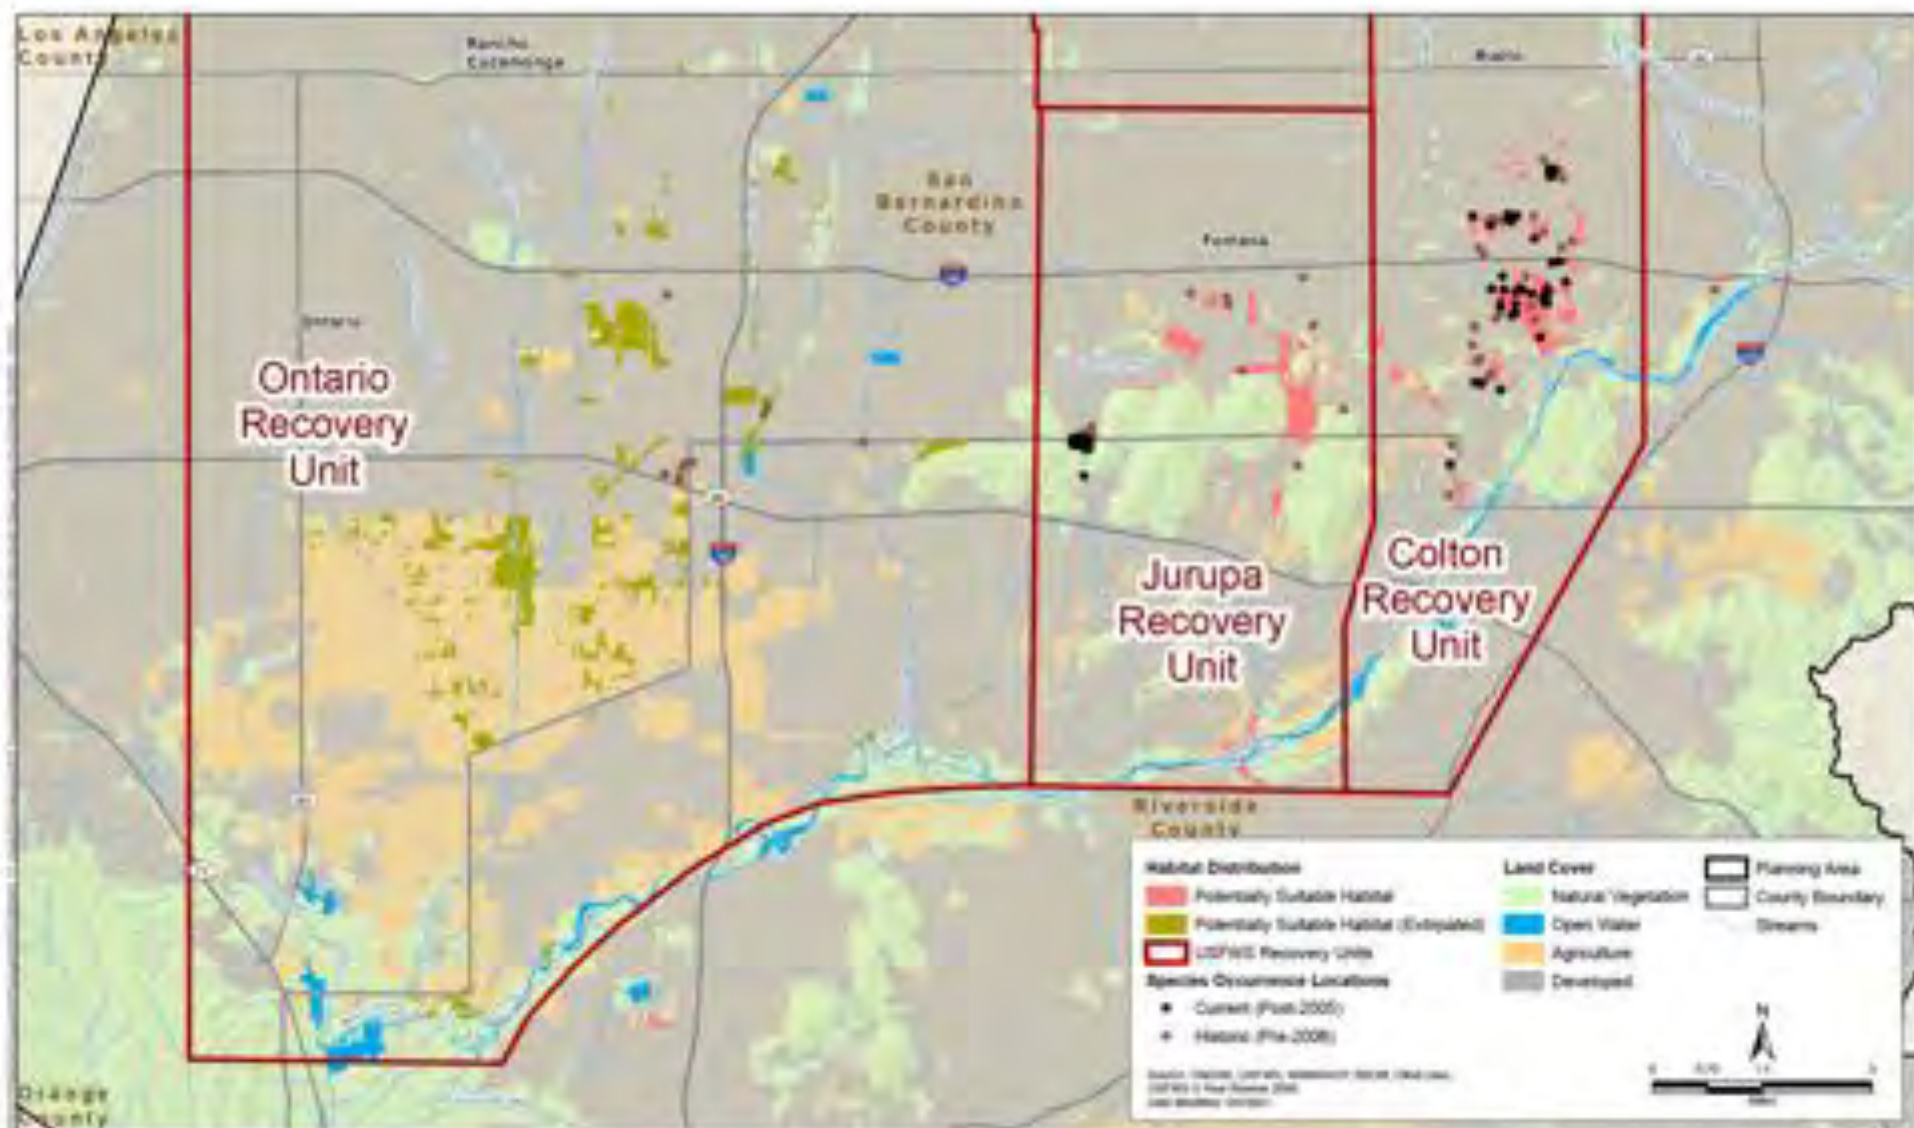 Los Angeles
County
Rancho
Cucamonga
Rialto
San
Bernardino
County
Fontana
Ontario
Ontario
Recovery
Unit
Colton
Recovery
Unit
Jurupa
Recovery
Unit
Riverside
County
Orange
County
Habitat Distribution
Potentially Suitable Habitat
Potentially Suitable Habitat (Extirpated)
USFWS Recovery Units
Species Occurrence Locations
Current (Post-2005)
Historic (Pre-2006)
Land Cover
Natural Vegetation
Open Water
Agriculture
Developed
Planning Area
County Boundary
Streams
N
Miles